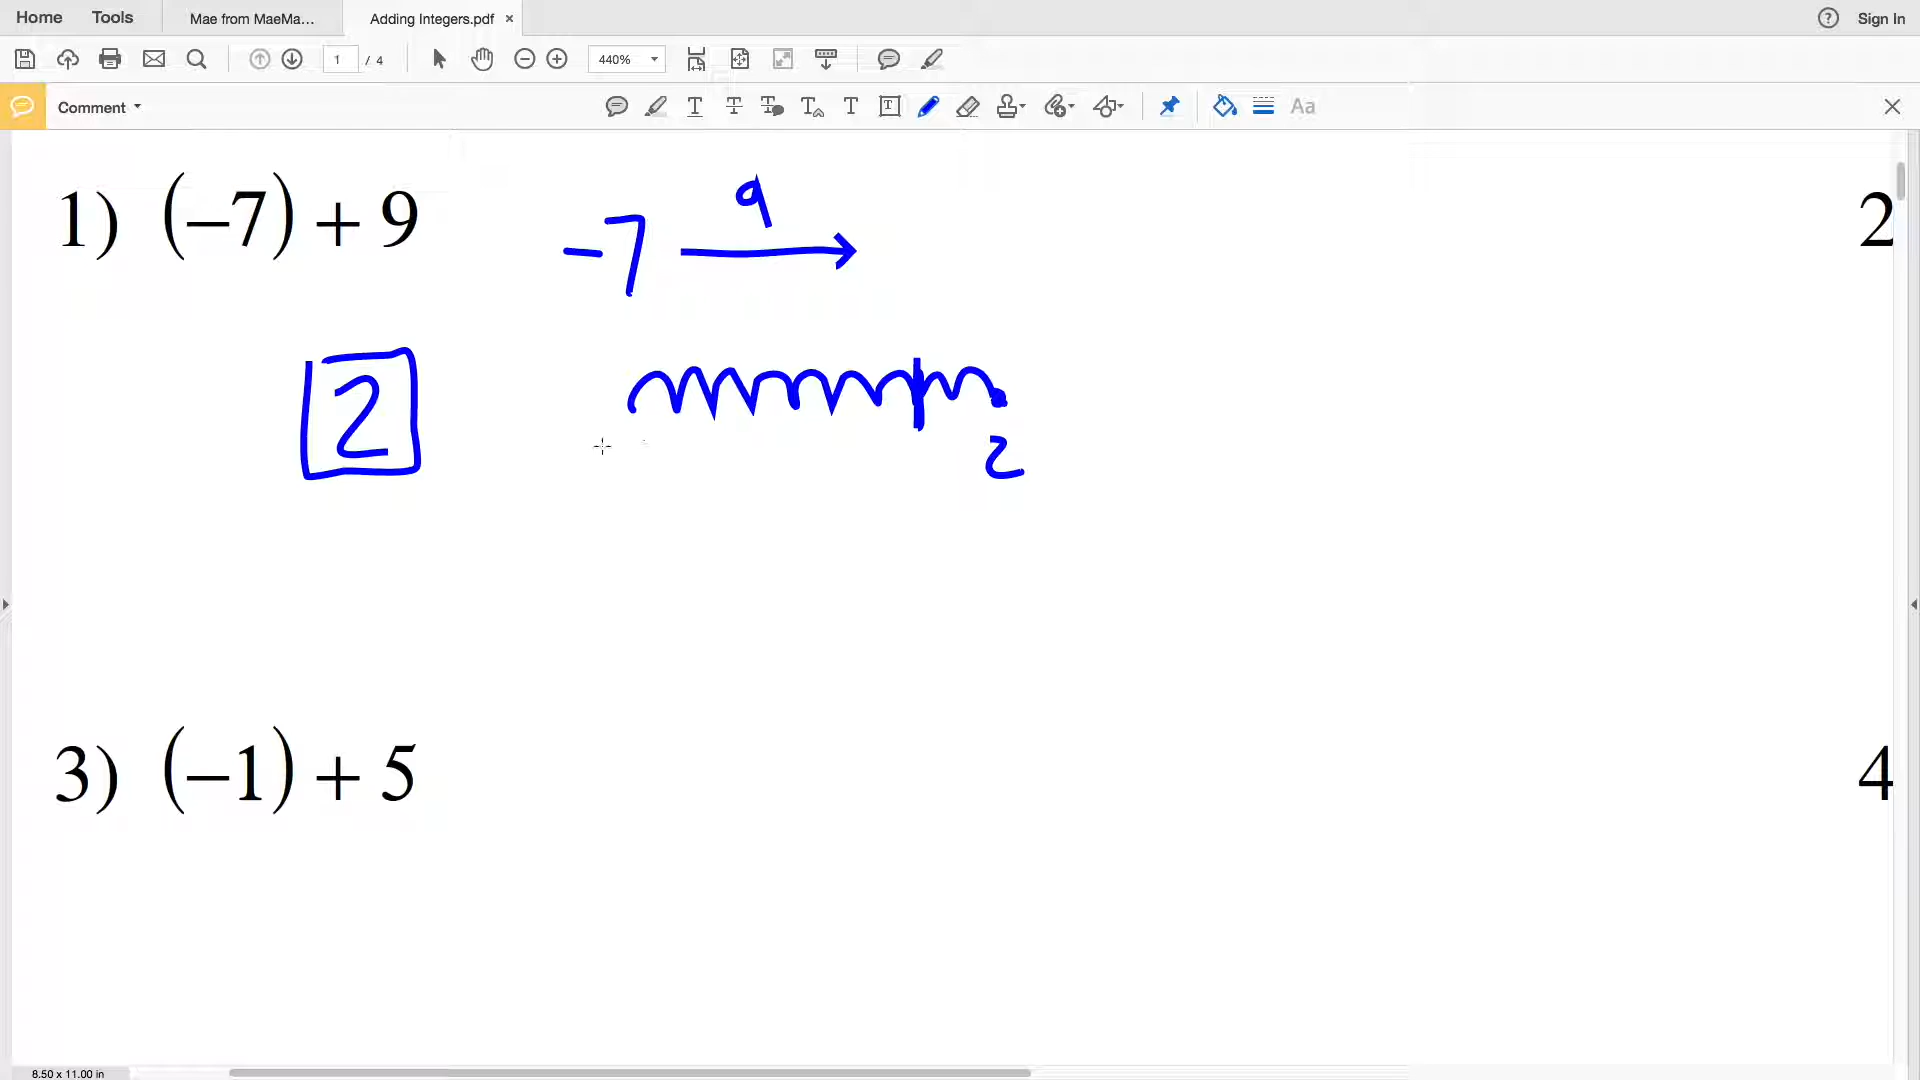 Home Tools Mae from MaeMa... Adding Integers.pdf × Sign In
1 / 4 440%
Comment Aa
1) (−7) + 9 −7 9 2
2
2
3) (−1) + 5 4
8.50 x 11.00 in